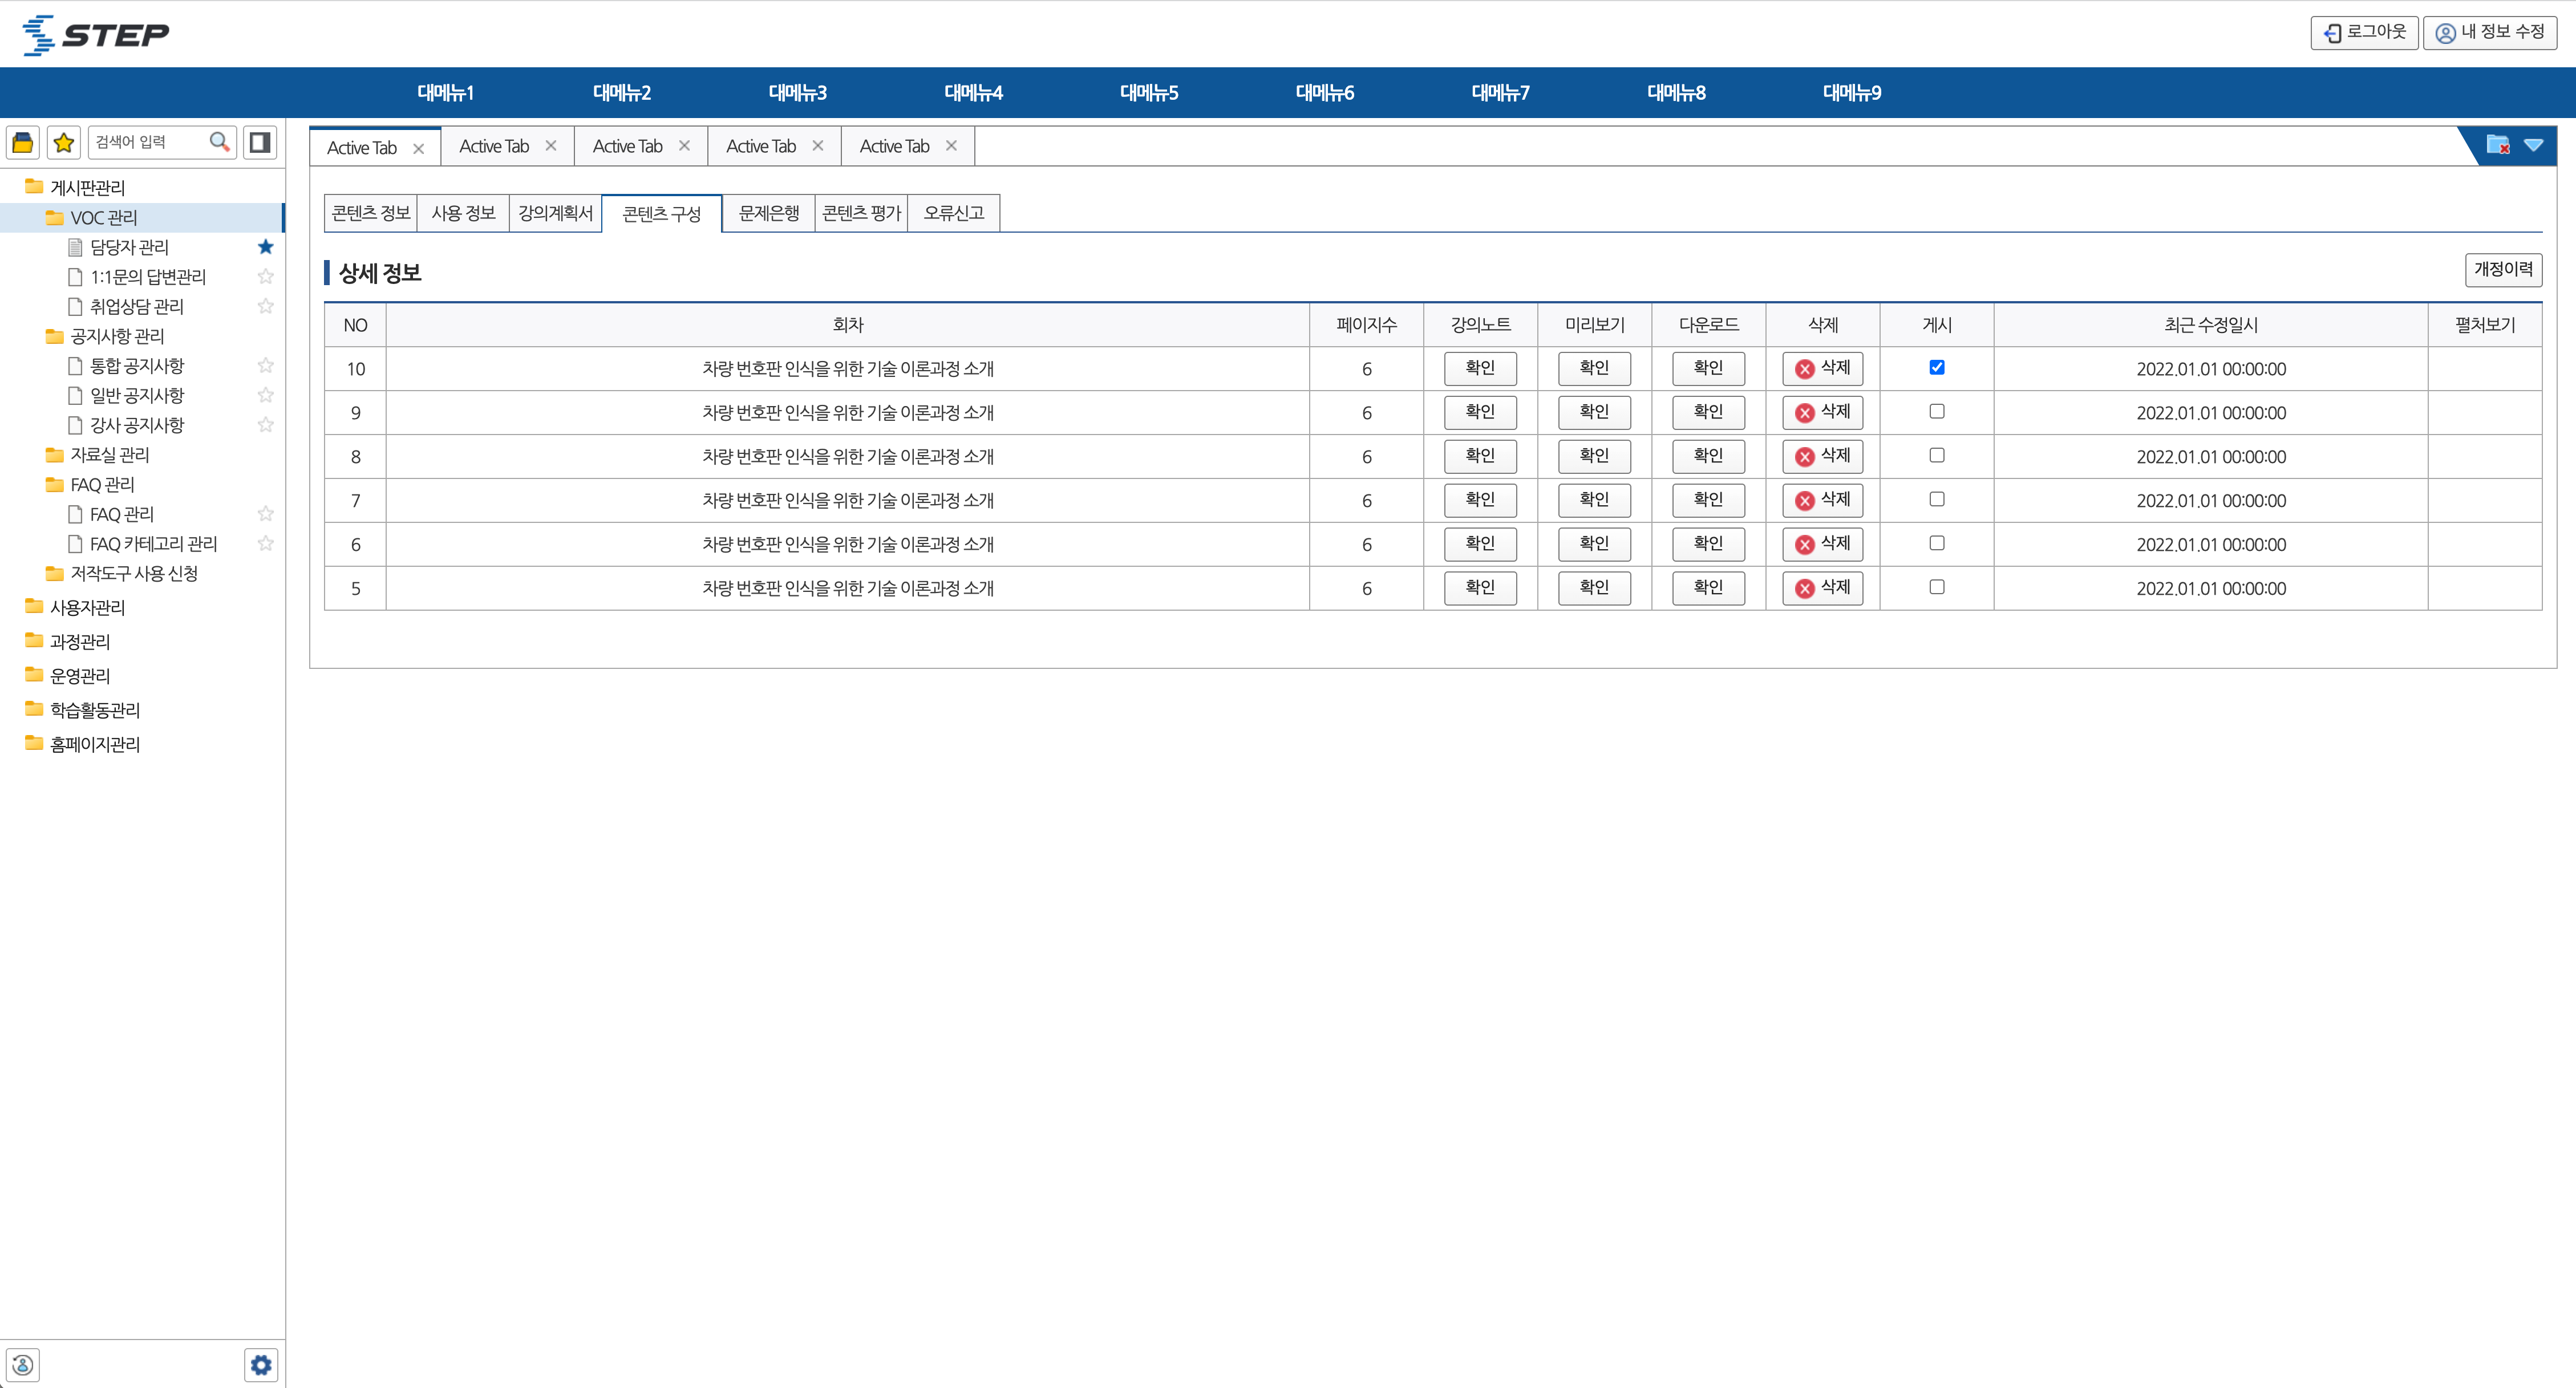 STEP
로그아웃 내 정보 수정
대메뉴1 대메뉴2 대메뉴3 대메뉴4 대메뉴5 대메뉴6 대메뉴7 대메뉴8 대메뉴9
검색어 입력
게시판관리
VOC 관리
담당자 관리
1:1문의 답변관리
취업상담 관리
공지사항 관리
통합 공지사항
일반 공지사항
강사 공지사항
자료실 관리
FAQ 관리
FAQ 관리
FAQ 카테고리 관리
저작도구 사용 신청
사용자관리
과정관리
운영관리
학습활동관리
홈페이지관리
Active Tab Active Tab Active Tab Active Tab Active Tab
콘텐츠 정보 사용 정보 강의계획서 콘텐츠 구성 문제은행 콘텐츠 평가 오류신고
상세 정보 개정이력
NO 회차 페이지수 강의노트 미리보기 다운로드 삭제 게시 최근 수정일시 펼처보기
10 차량 번호판 인식을 위한 기술 이론과정 소개 6 확인 확인 확인 삭제 2022.01.01 00:00:00
9 차량 번호판 인식을 위한 기술 이론과정 소개 6 확인 확인 확인 삭제 2022.01.01 00:00:00
8 차량 번호판 인식을 위한 기술 이론과정 소개 6 확인 확인 확인 삭제 2022.01.01 00:00:00
7 차량 번호판 인식을 위한 기술 이론과정 소개 6 확인 확인 확인 삭제 2022.01.01 00:00:00
6 차량 번호판 인식을 위한 기술 이론과정 소개 6 확인 확인 확인 삭제 2022.01.01 00:00:00
5 차량 번호판 인식을 위한 기술 이론과정 소개 6 확인 확인 확인 삭제 2022.01.01 00:00:00